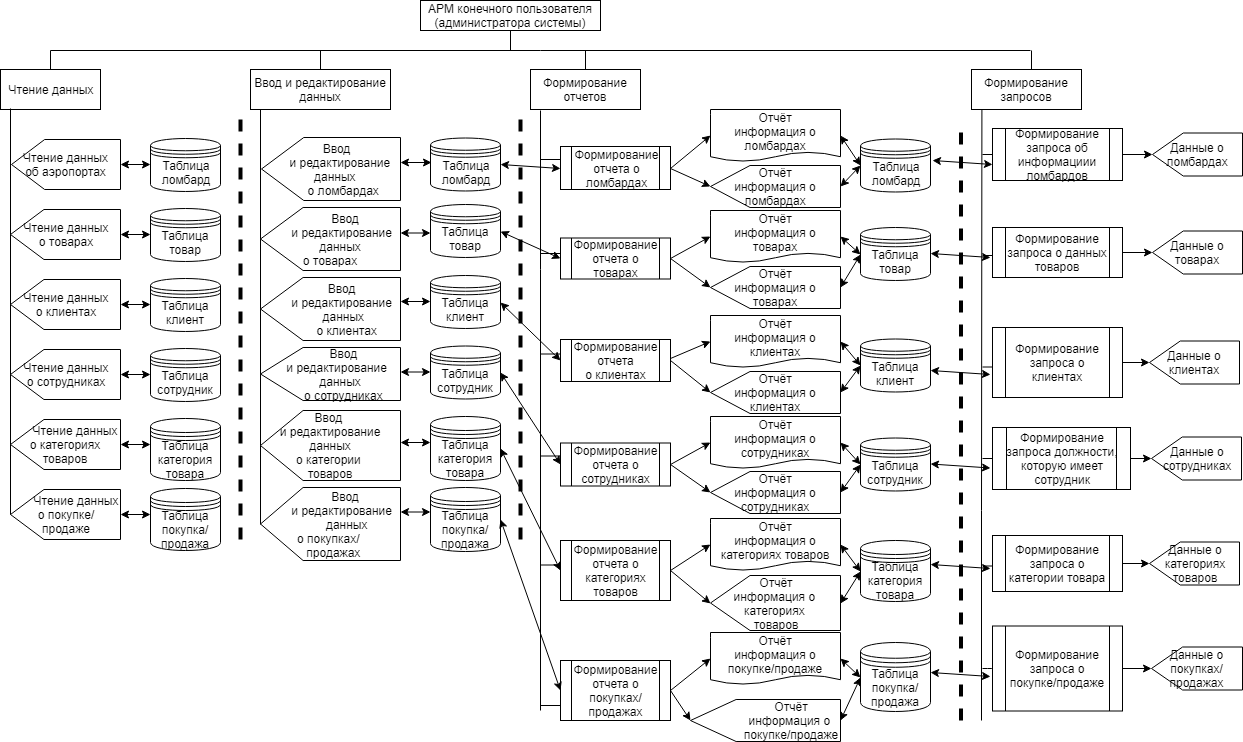 АРМ конечного пользователя
(администратора системы)
Чтение данных
Ввод и редактирование
данных
Формирование
отчетов
Формирование
запросов
Чтение данных
об аэропортах
Таблица
ломбард
Чтение данных
о товарах
Таблица
товар
Чтение данных
о клиентах
Таблица
клиент
Чтение данных
о сотрудниках
Таблица
сотрудник
Чтение данных
о категориях
товаров
Таблица
категория
товара
Чтение данных
о покупке/
продаже
Таблица
покупка/
продажа
Ввод
и редактирование
данных
о ломбардах
Таблица
ломбард
Ввод
и редактирование
данных
о товарах
Таблица
товар
Ввод
и редактирование
данных
о клиентах
Таблица
клиент
Ввод
и редактирование
данных
о сотрудниках
Таблица
сотрудник
Ввод
и редактирование
данных
о категории
товаров
Таблица
категория
товара
Ввод
и редактирование
данных
о покупках/
продажах
Таблица
покупка/
продажа
Формирование
отчета о
ломбардах
Отчёт
информация о
ломбардах
Отчёт
информация о
ломбардах
Таблица
ломбард
Формирование
отчета о
товарах
Отчёт
информация о
товарах
Отчёт
информация о
товарах
Таблица
товар
Формирование
отчета
о клиентах
Отчёт
информация о
клиентах
Отчёт
информация о
клиентах
Таблица
клиент
Формирование
отчета о
сотрудниках
Отчёт
информация о
сотрудниках
Отчёт
информация о
сотрудниках
Таблица
сотрудник
Формирование
отчета о
категориях
товаров
Отчёт
информация о
категориях товаров
Отчёт
информация о
категориях
товаров
Таблица
категория
товара
Формирование
отчета о
покупках/
продажах
Отчёт
информация о
покупке/продаже
Отчёт
информация о
покупке/продаже
Таблица
покупка/
продажа
Формирование
запроса об
информациии
ломбардов
Данные о
ломбардах
Формирование
запроса о данных
товаров
Данные о
товарах
Формирование
запроса о
клиентах
Данные о
клиентах
Формирование
запроса должности,
которую имеет
сотрудник
Данные о
сотрудниках
Формирование
запроса о
категории товара
Данные о
категориях
товаров
Формирование
запроса о
покупке/продаже
Данные о
покупках/
продажах